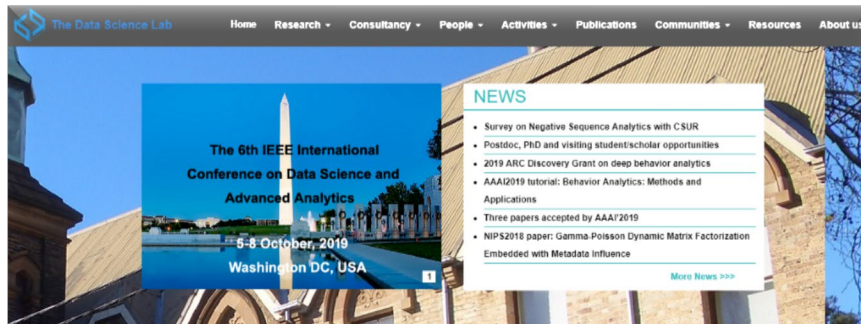 The Data Science Lab
Home Research Consultancy People Activities Publications Communities Resources About us
The 6th IEEE International
Conference on Data Science and
Advanced Analytics
5-8 October, 2019
Washington DC, USA
1
NEWS
Survey on Negative Sequence Analytics with CSUR
Postdoc, PhD and visiting student/scholar opportunities
2019 ARC Discovery Grant on deep behavior analytics
AAAI2019 tutorial: Behavior Analytics: Methods and
Applications
Three papers accepted by AAAI'2019
NIPS2018 paper: Gamma-Poisson Dynamic Matrix Factorization
Embedded with Metadata Influence
More News >>>